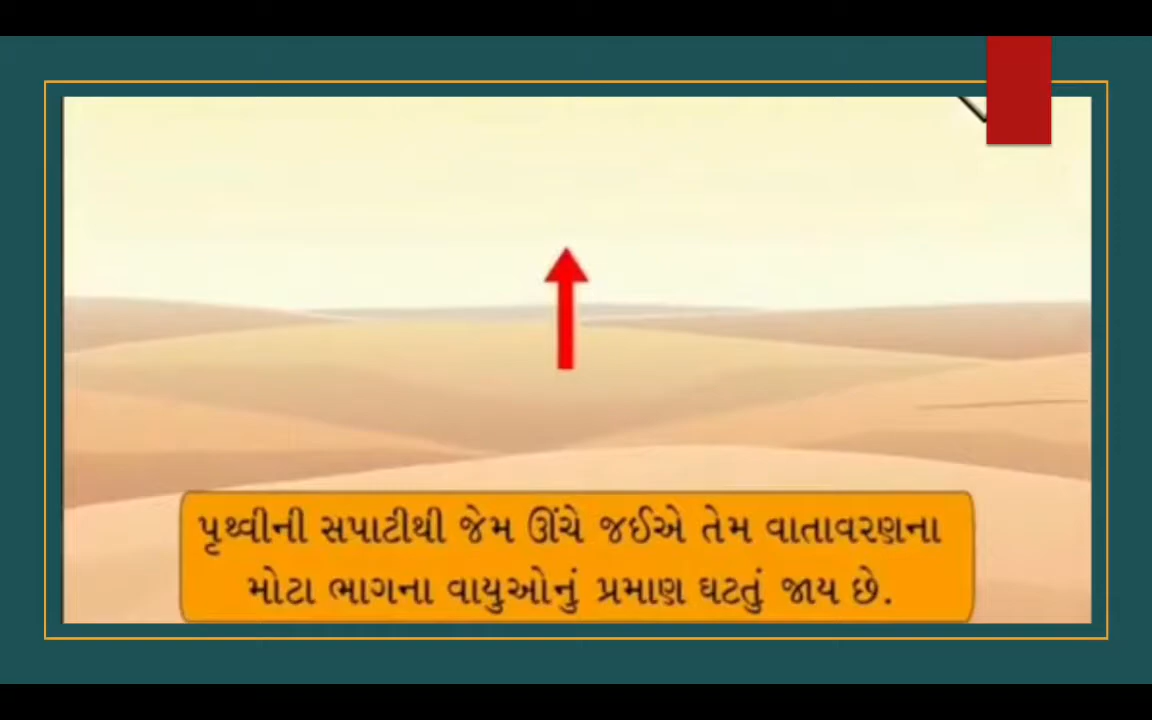 પૃથ્વીની સપાટીથી જેમ ઊંચે જઈએ તેમ વાતાવરણના
મોટા ભાગના વાયુઓનું પ્રમાણ ઘટતું જાય છે.